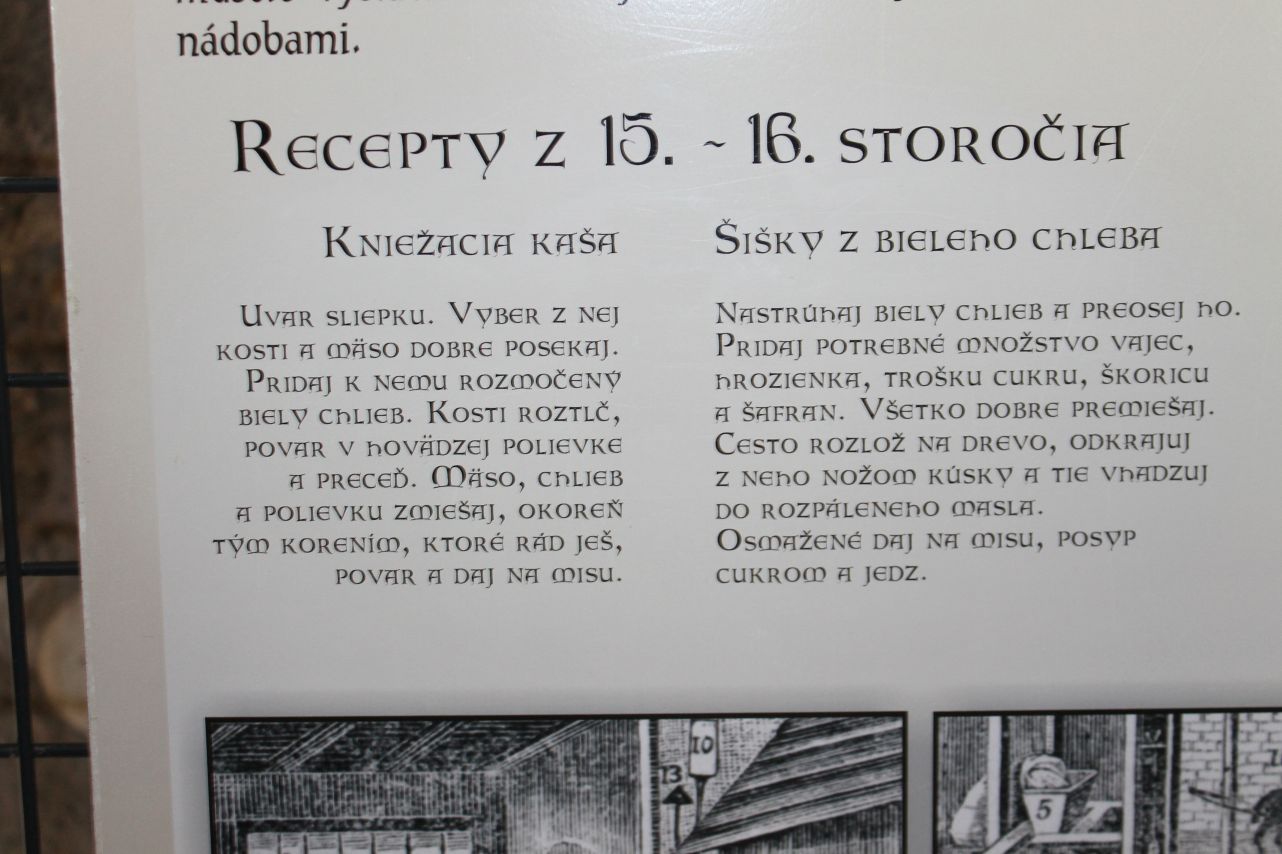 nádobami.
Recepty z 15. - 16. storočia
Kniežacia kaša
Uvar sliepku. Vyber z nej
kosti a mäso dobre posekaj.
Pridaj k nemu rozmočený
biely chlieb. Kosti roztlč,
povar v hovädzej polievke
a preceď. Mäso, chlieb
a polievku zmiešaj, okoreň
tým korením, ktoré rád ješ,
povar a daj na misu.
Šišky z bieleho chleba
Nastrúhaj biely chlieb a preosej ho.
Pridaj potrebné množstvo vajec,
hrozienka, trošku cukru, škoricu
a šafran. Všetko dobre premiešaj.
Cesto rozlož na drevo, odkrajuj
z neho nožom kúsky a tie vhadzuj
do rozpáleneho masla.
Osmažené daj na misu, posyp
cukrom a jedz.
10
13
5